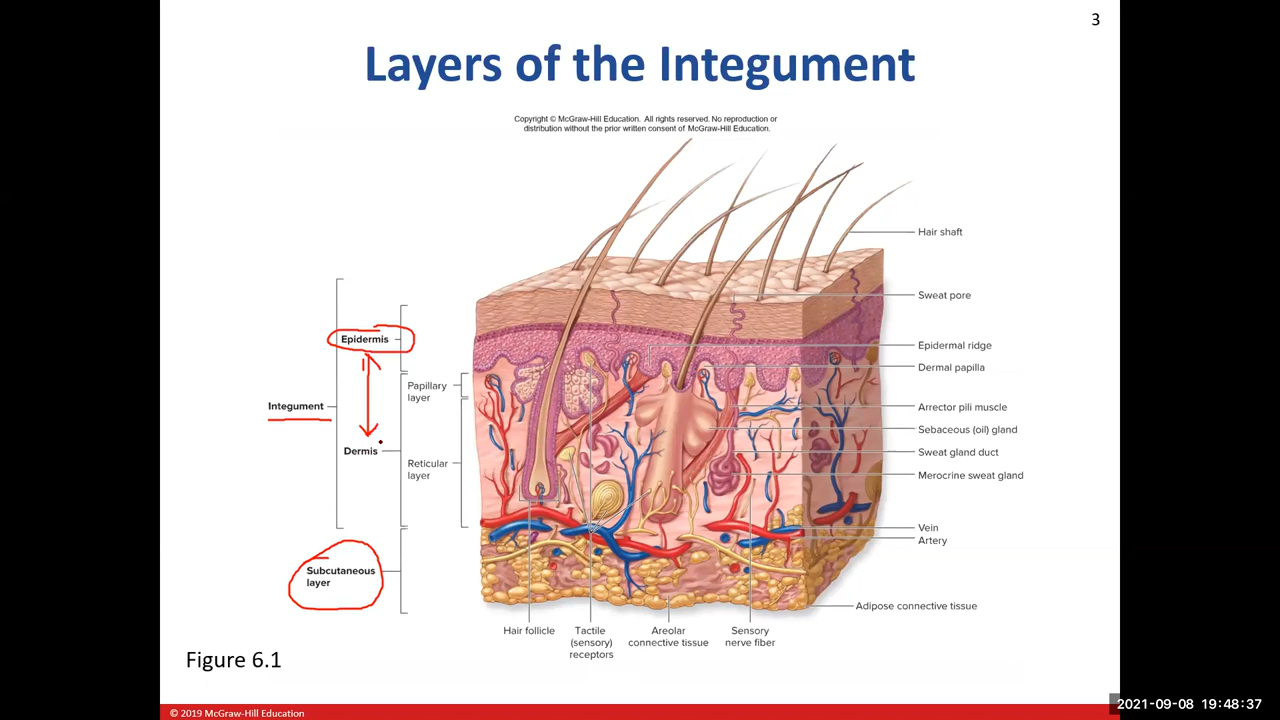 3
Layers of the Integument
Copyright © McGraw-Hill Education. All rights reserved. No reproduction or
distribution without the prior written consent of McGraw-Hill Education.
Hair shaft
Sweat pore
Epidermis
Epidermal ridge
Dermal papilla
Papillary
layer
Integument
Arrector pili muscle
Sebaceous (oil) gland
Dermis
Sweat gland duct
Reticular
layer
Merocrine sweat gland
Vein
Artery
Subcutaneous
layer
Adipose connective tissue
Hair follicle
Tactile
(sensory)
receptors
Areolar
connective tissue
Sensory
nerve fiber
Figure 6.1
© 2019 McGraw-Hill Education
2021-09-08 19:48:37